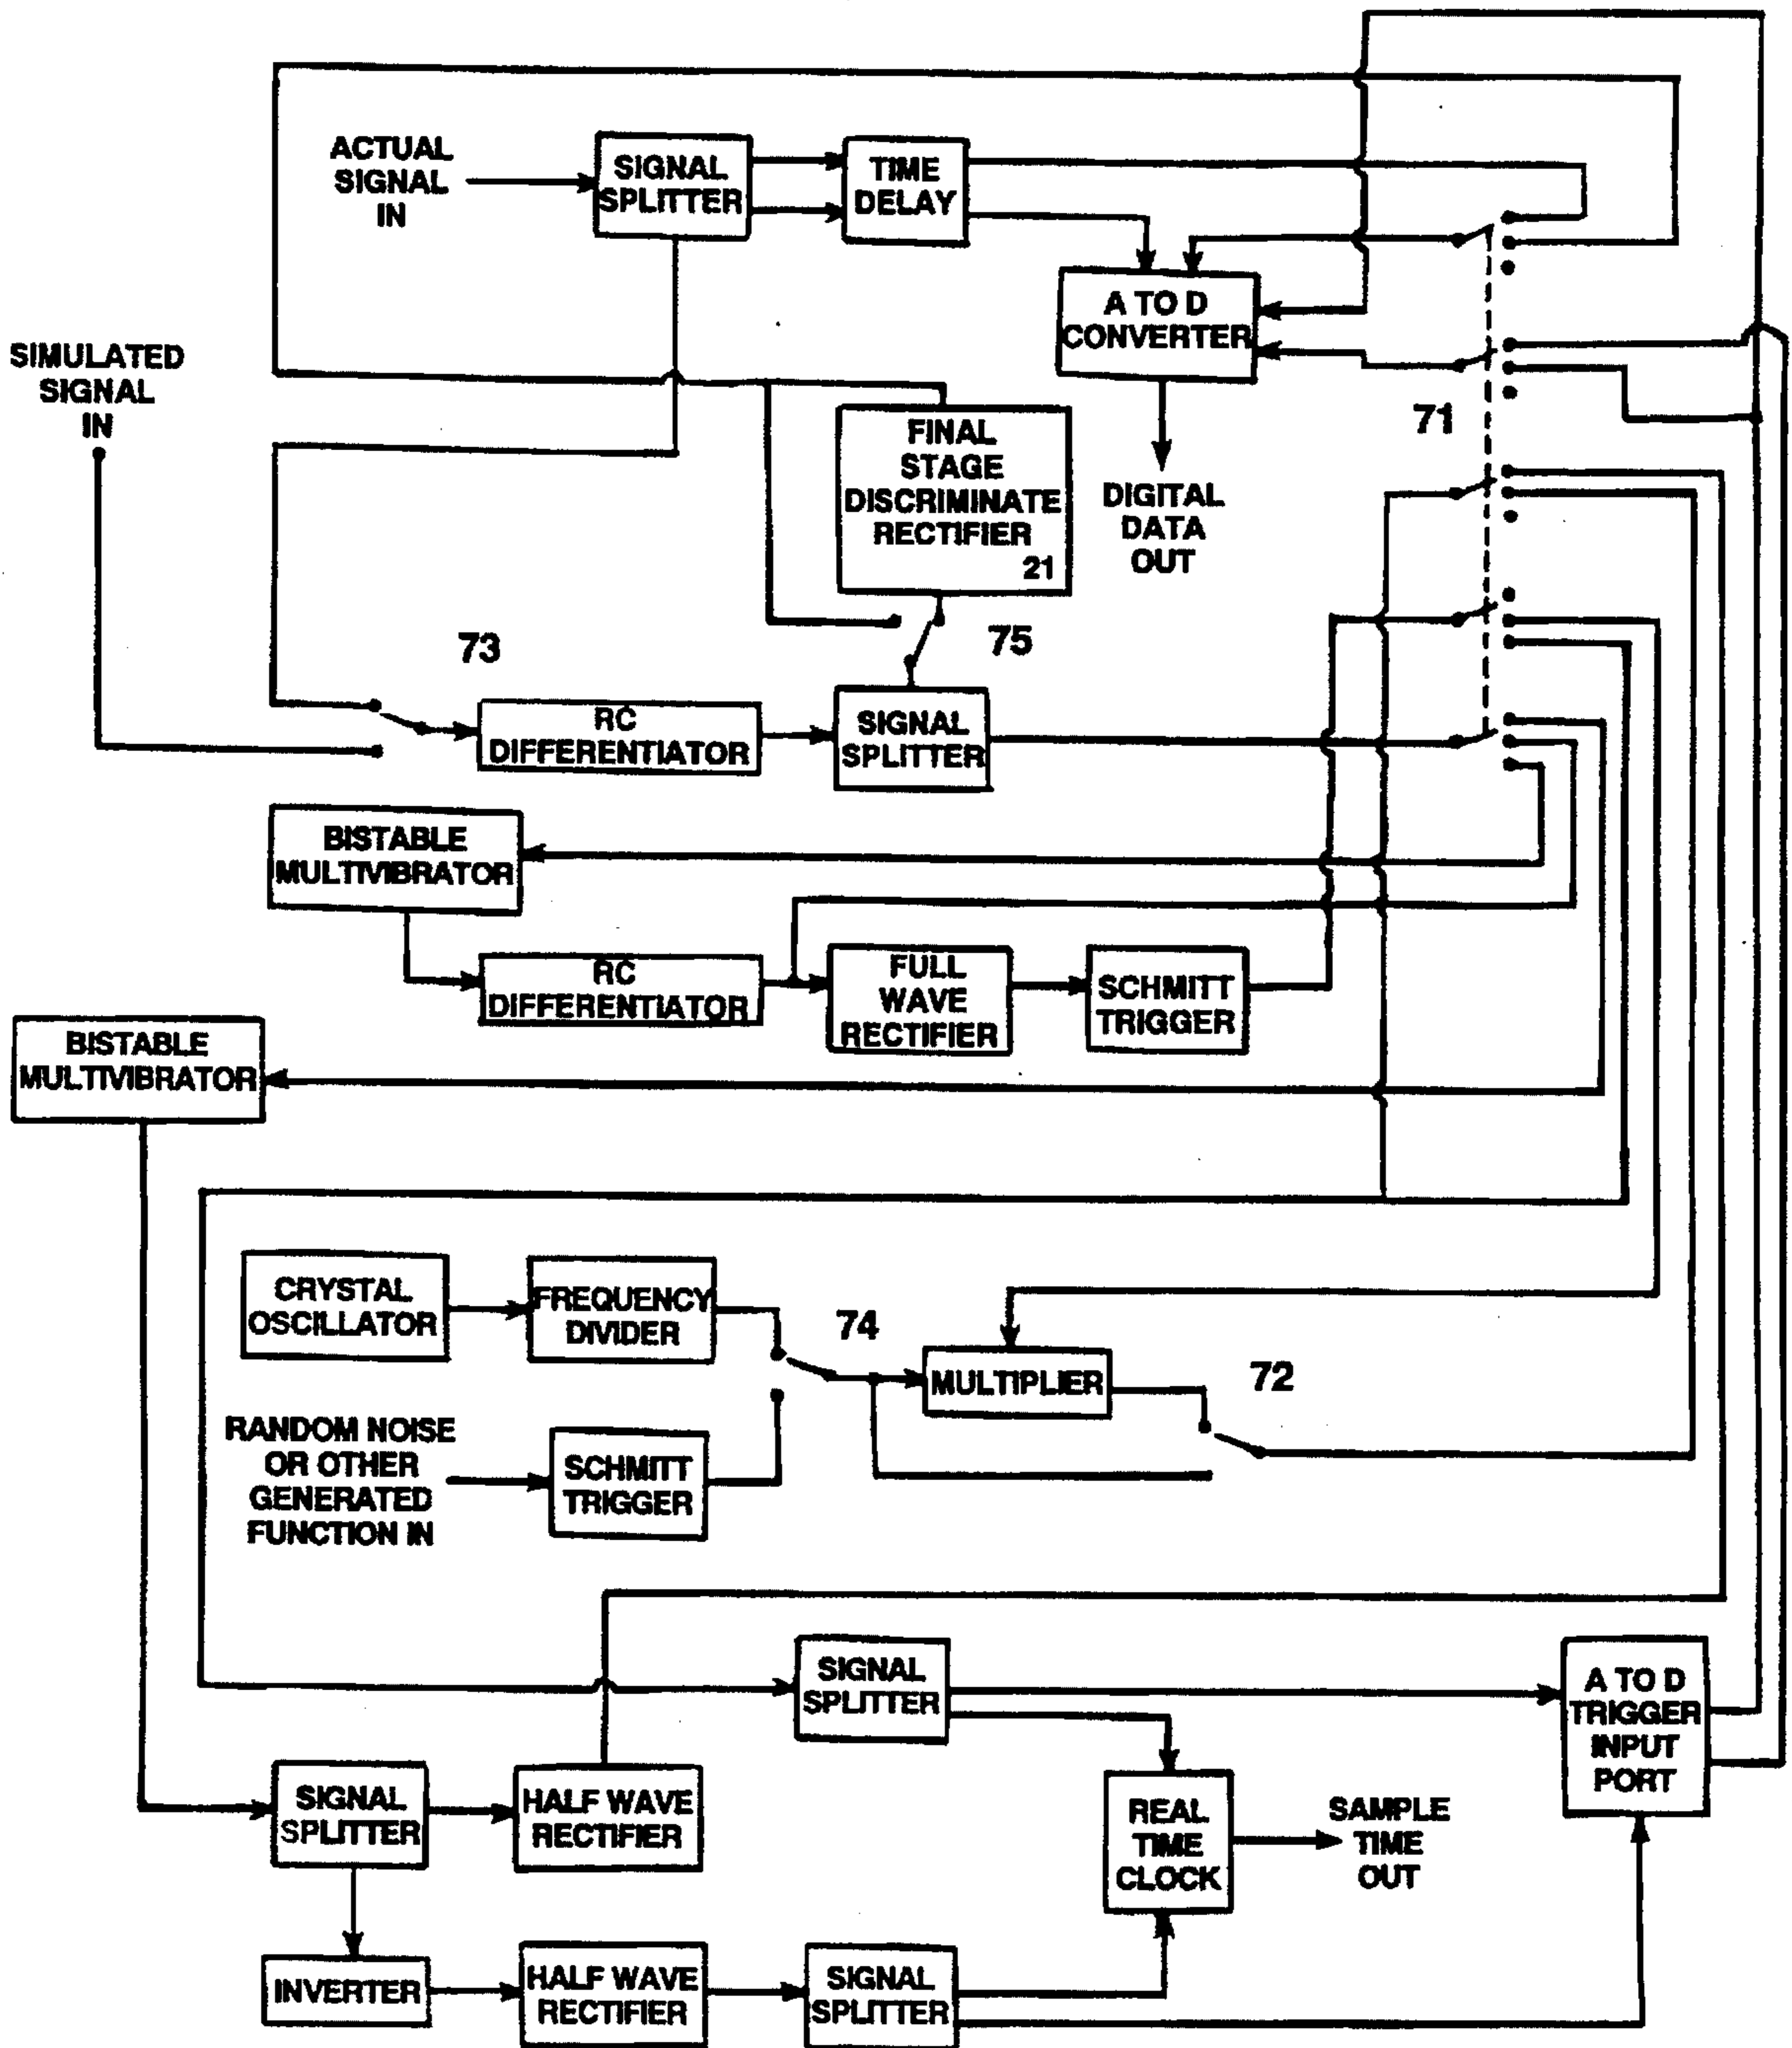 ACTUAL
SIGNAL
IN
SIGNAL
SPLITTER
TIME
DELAY
A TO D
CONVERTER
SIMULATED
SIGNAL
IN
71
FINAL
STAGE
DISCRIMINATE
RECTIFIER
21
DIGITAL
DATA
OUT
73
75
RC
DIFFERENTIATOR
SIGNAL
SPLITTER
BISTABLE
MULTIVIBRATOR
RC
DIFFERENTIATOR
FULL
WAVE
RECTIFIER
SCHMITT
TRIGGER
BISTABLE
MULTIVIBRATOR
CRYSTAL
OSCILLATOR
FREQUENCY
DIVIDER
74
MULTIPLIER
72
RANDOM NOISE
OR OTHER
GENERATED
FUNCTION IN
SCHMITT
TRIGGER
SIGNAL
SPLITTER
A TO D
TRIGGER
INPUT
PORT
SIGNAL
SPLITTER
HALF WAVE
RECTIFIER
REAL
TIME
CLOCK
SAMPLE
TIME
OUT
INVERTER
HALF WAVE
RECTIFIER
SIGNAL
SPLITTER